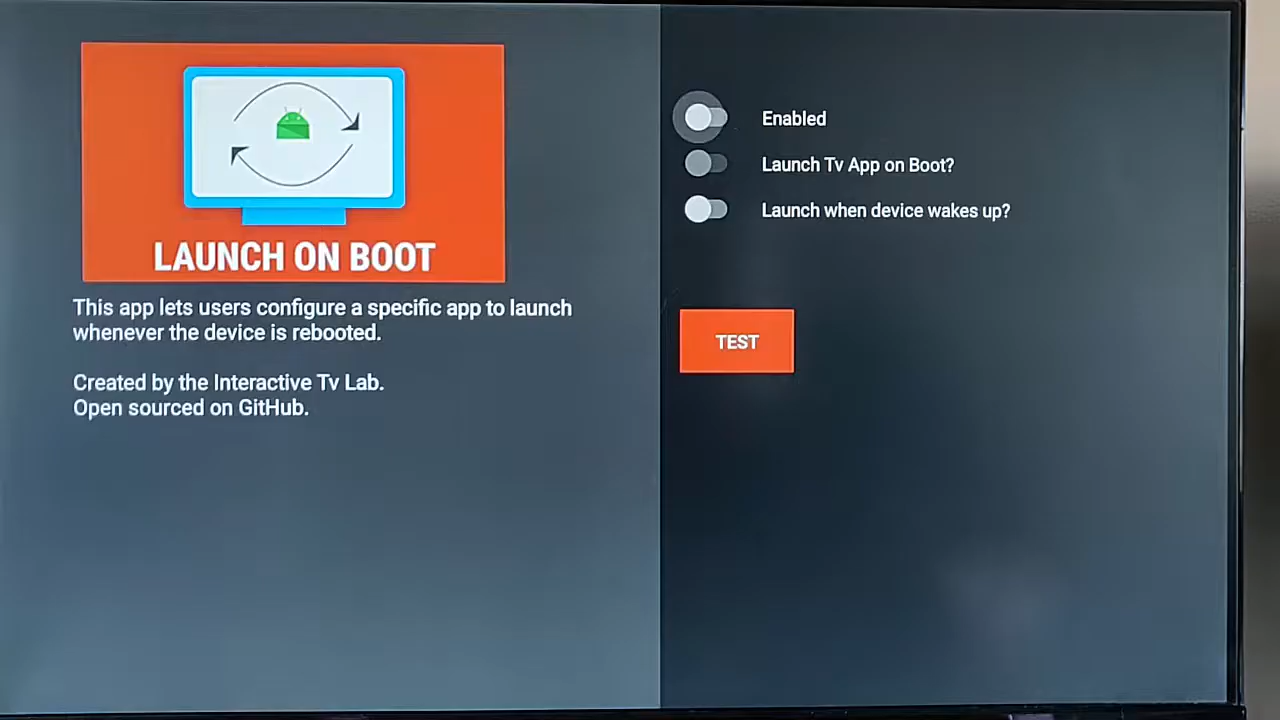 LAUNCH ON BOOT
This app lets users configure a specific app to launch
whenever the device is rebooted.
Created by the Interactive Tv Lab.
Open sourced on GitHub.
Enabled
Launch Tv App on Boot?
Launch when device wakes up?
TEST